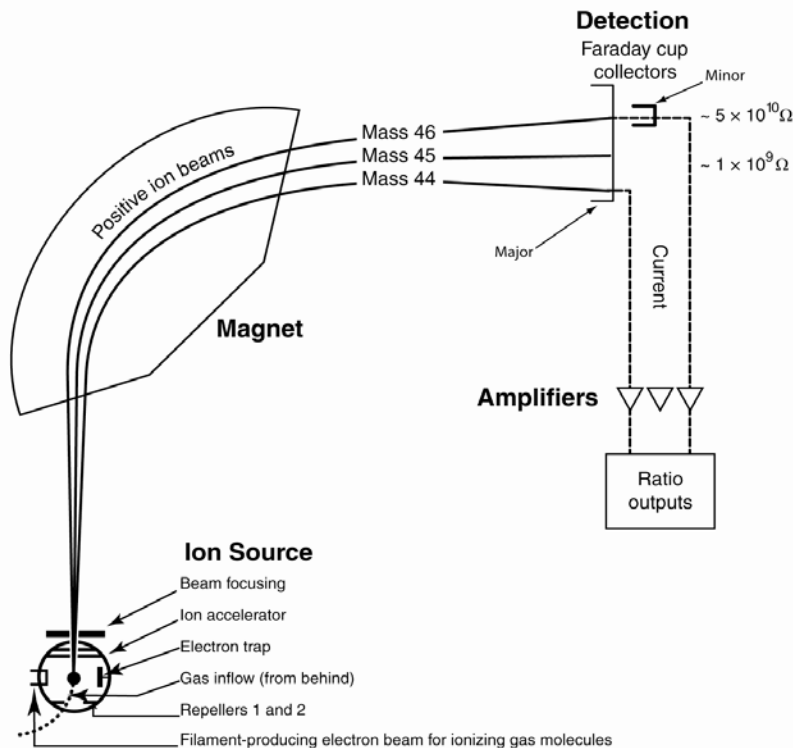 Detection
Faraday cup
collectors
Minor
~ 5 × 10¹⁰Ω
Mass 46
Positive ion beams
Mass 45
~ 1 × 10⁹Ω
Mass 44
Major
Current
Magnet
Amplifiers
Ratio
outputs
Ion Source
Beam focusing
Ion accelerator
Electron trap
Gas inflow (from behind)
Repellers 1 and 2
Filament-producing electron beam for ionizing gas molecules